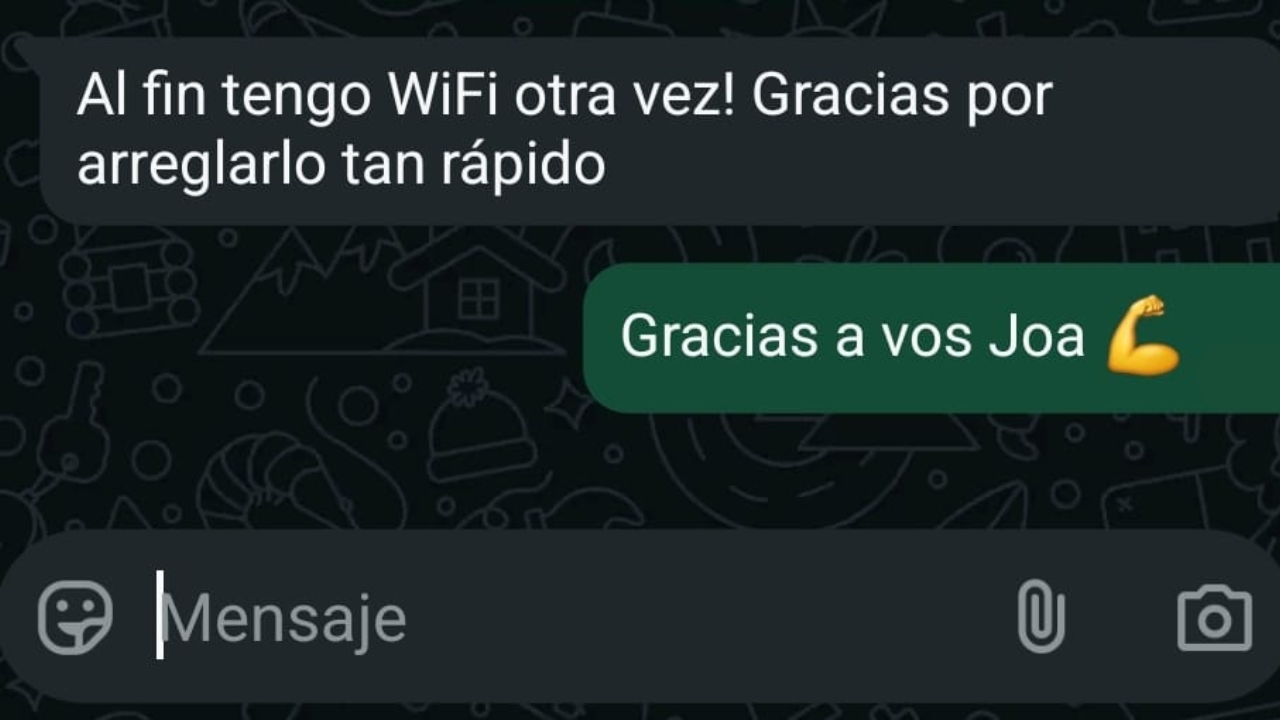 Al fin tengo WiFi otra vez! Gracias por
arreglarlo tan rápido
Gracias a vos Joa 💪
Mensaje